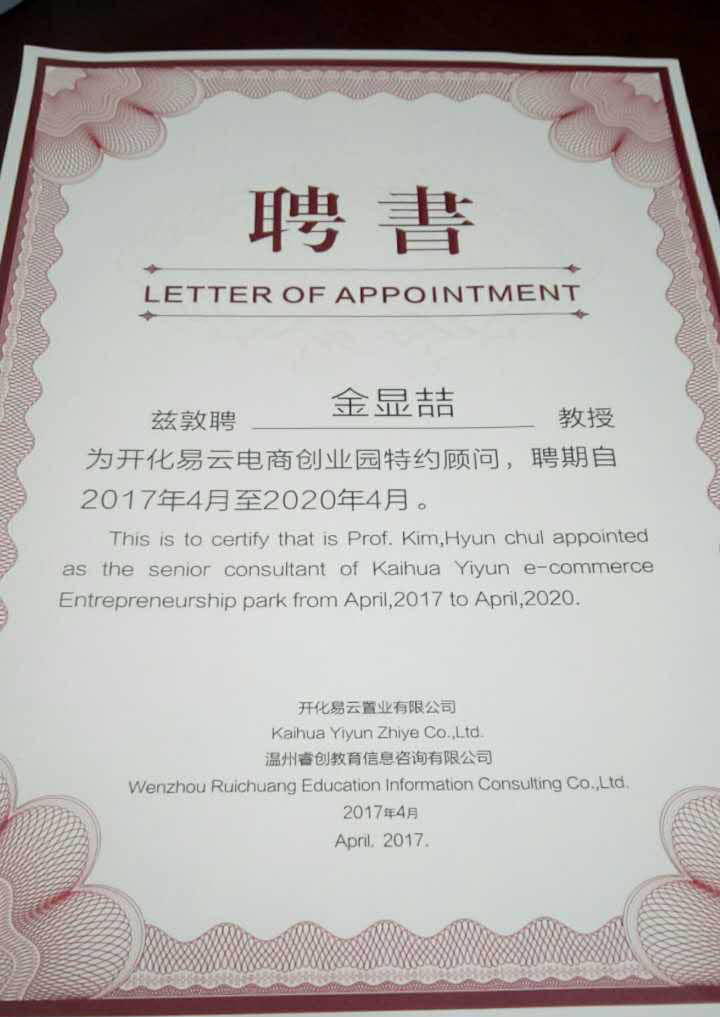 聘書
LETTER OF APPOINTMENT
兹敦聘 金显喆 教授
为开化易云电商创业园特约顾问，聘期自
2017年4月至2020年4月。
This is to certify that is Prof. Kim,Hyun chul appointed
as the senior consultant of Kaihua Yiyun e-commerce
Entrepreneurship park from April,2017 to April,2020.
开化易云置业有限公司
Kaihua Yiyun Zhiye Co.,Ltd.
温州睿创教育信息咨询有限公司
Wenzhou Ruichuang Education Information Consulting Co.,Ltd.
2017年4月
April. 2017.